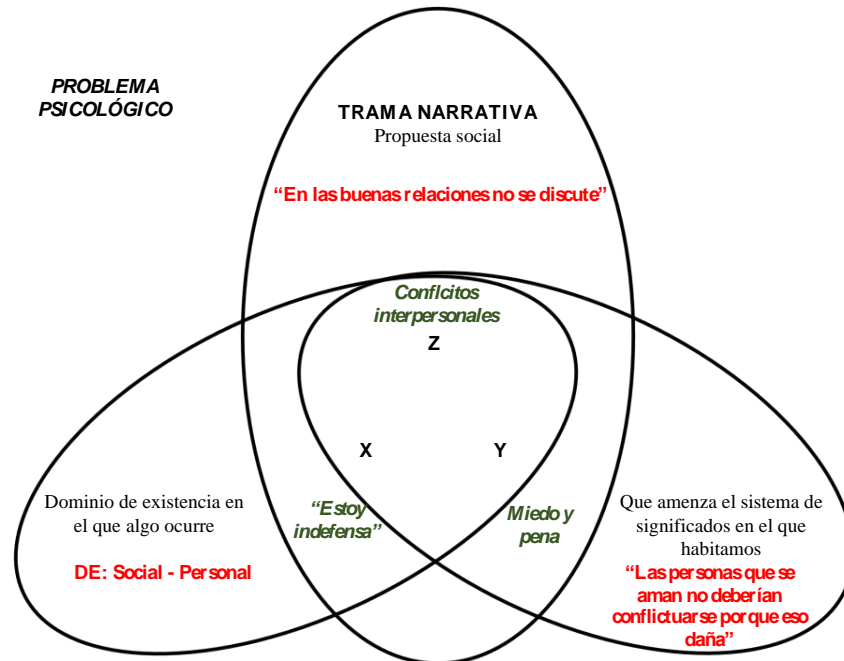 PROBLEMA
PSICOLÓGICO
TRAMA NARRATIVA
Propuesta social
“En las buenas relaciones no se discute”
Conflcitos
interpersonales
Z
X
Y
Dominio de existencia en
el que algo ocurre
DE: Social - Personal
“Estoy
indefensa”
Miedo y
pena
Que amenza el sistema de
significados en el que
habitamos
“Las personas que se
aman no deberían
conflictuarse por que eso
daña”